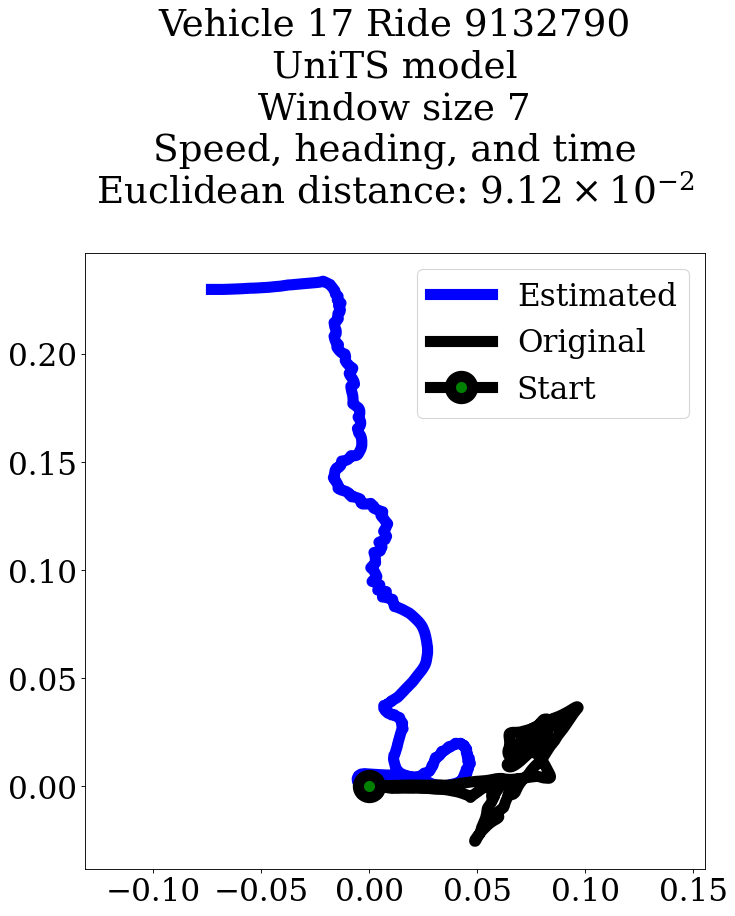 Vehicle 17 Ride 9132790
UniTS model
Window size 7
Speed, heading, and time
Euclidean distance: 9.12 × 10⁻²
Estimated
Original
Start
0.20
0.15
0.10
0.05
0.00
−0.10 −0.05 0.00 0.05 0.10 0.15